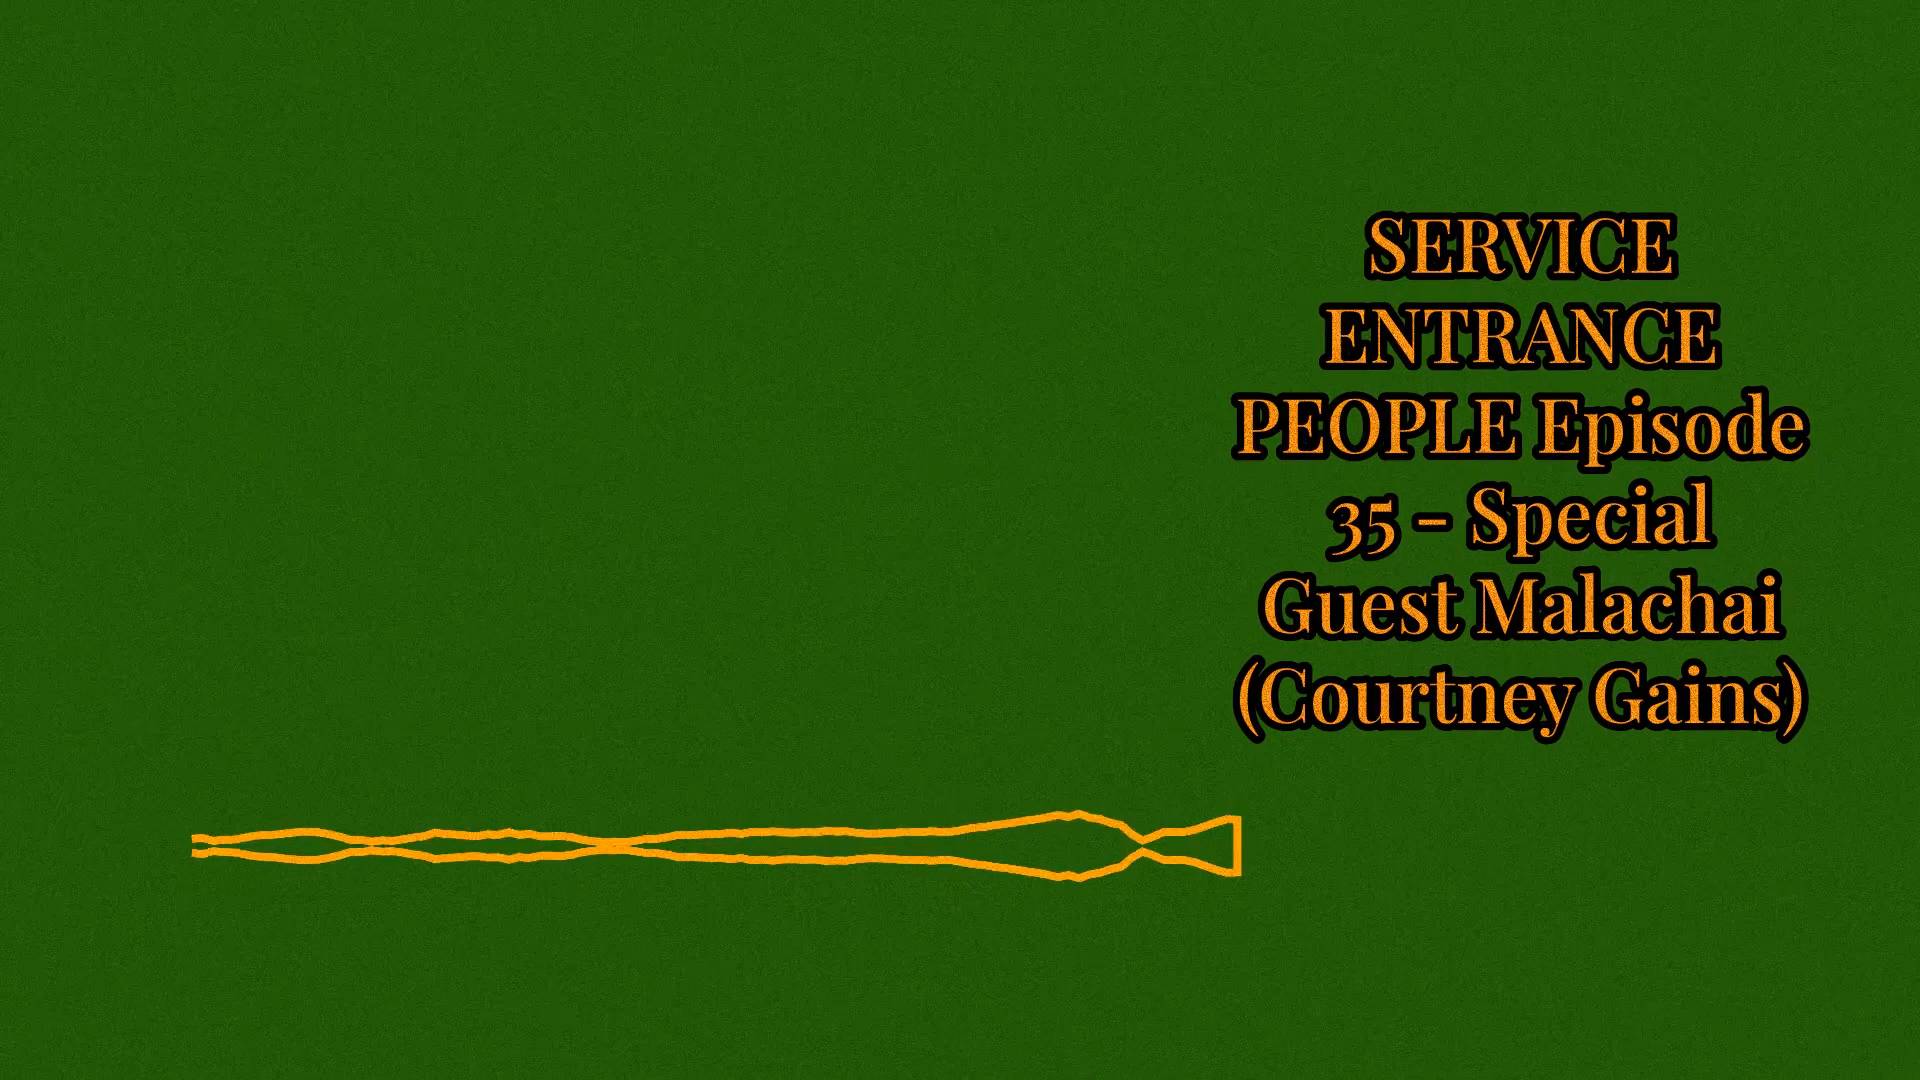 SERVICE
ENTRANCE
PEOPLE Episode
35 - Special
Guest Malachai
(Courtney Gains)